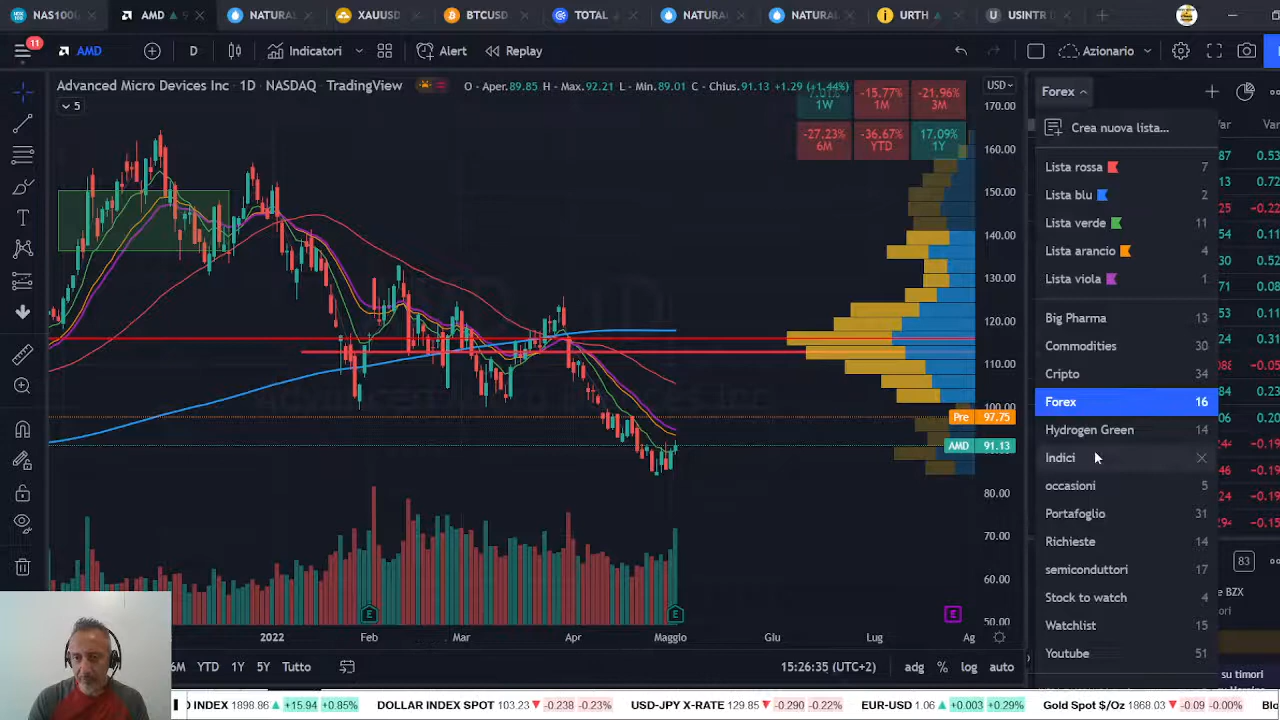 NAS100
AMD
NATURAL
XAUUSD
BTCUSD
TOTAL
NATURA
NATURAL
URTH
USINTR
11
AMD
D
Indicatori
Alert
Replay
Azionario
Advanced Micro Devices Inc · 1D · NASDAQ TradingView
O - Aper.89.85 H - Max.92.21 L - Min.89.01 C - Chius.91.13 +1.29 (+1.44%)
5
1W
-15.77%
1M
-21.96%
3M
-27.23%
6M
-36.67%
YTD
17.09%
1Y
USD
170.00
160.00
150.00
140.00
130.00
120.00
110.00
100.00
Pre 97.75
AMD 91.13
80.00
70.00
60.00
50.00
E
E
E
2022
Feb
Mar
Apr
Maggio
Giu
Lug
Ag
6M
YTD
1Y
5Y
Tutto
15:26:35 (UTC+2)
adg
%
log
auto
Forex
Crea nuova lista...
Lista rossa 7
Lista blu 2
Lista verde 11
Lista arancio 4
Lista viola 1
Big Pharma 13
Commodities 30
Cripto 34
Forex 16
Hydrogen Green 14
Indici
occasioni 5
Portafoglio 31
Richieste 14
semiconduttori 17
Stock to watch 4
Watchlist 15
Youtube 51
Var
83
e BZX
su timori
INDEX 1898.96 +15.94 +0.85%
DOLLAR INDEX SPOT 103.23 -0.238 -0.23%
USD-JPY X-RATE 129.85 -0.290 -0.22%
EUR-USD 1.06 +0.003 +0.29%
Gold Spot $/Oz 1868.03 -0.09 -0.00%